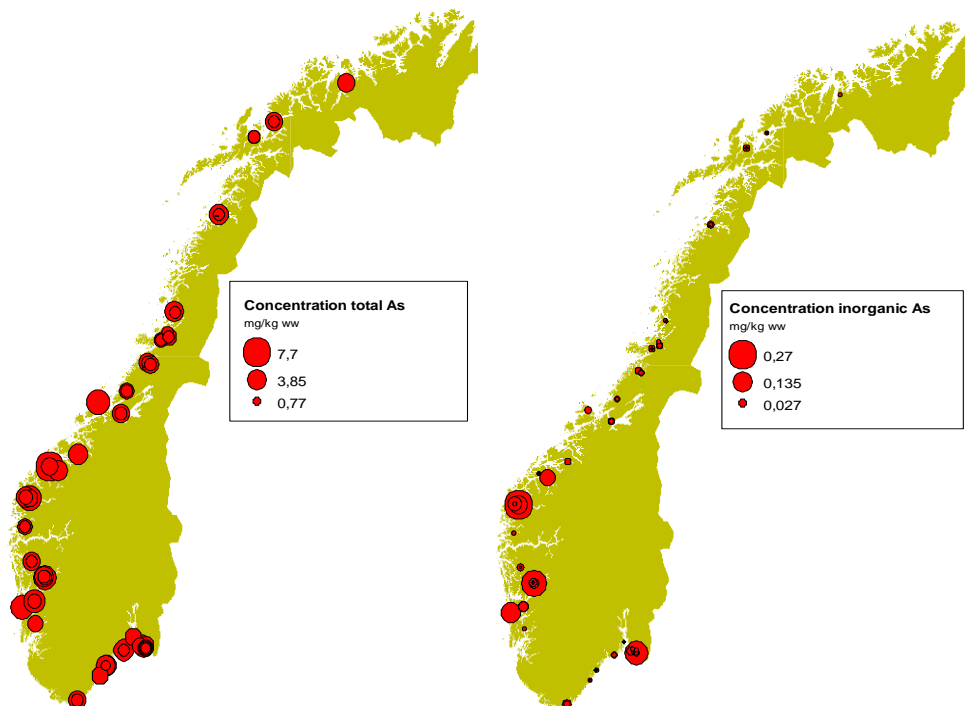 Concentration total As
mg/kg ww
7,7
3,85
0,77
Concentration inorganic As
mg/kg ww
0,27
0,135
0,027